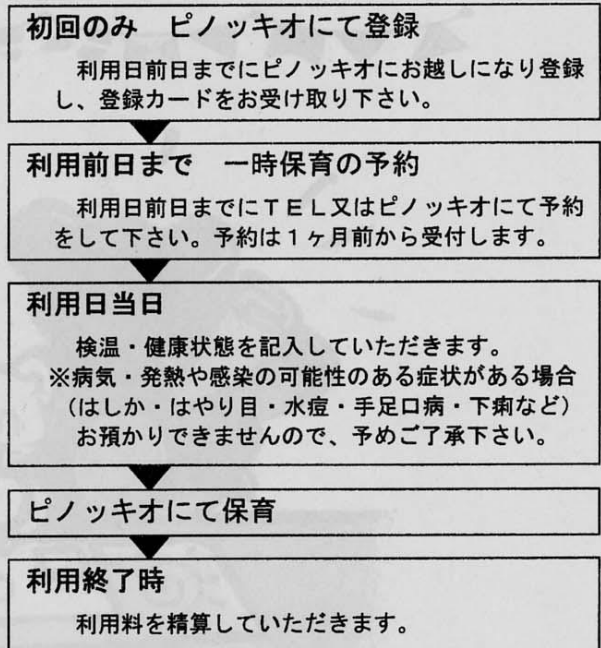 初回のみ　ピノッキオにて登録
利用日前日までにピノッキオにお越しになり登録
し、登録カードをお受け取り下さい。
利用前日まで　一時保育の予約
利用日前日までにＴＥＬ又はピノッキオにて予約
をして下さい。予約は１ヶ月前から受付します。
利用日当日
検温・健康状態を記入していただきます。
※病気・発熱や感染の可能性のある症状がある場合
（はしか・はやり目・水痘・手足口病・下痢など）
お預かりできませんので、予めご了承下さい。
ピノッキオにて保育
利用終了時
利用料を精算していただきます。